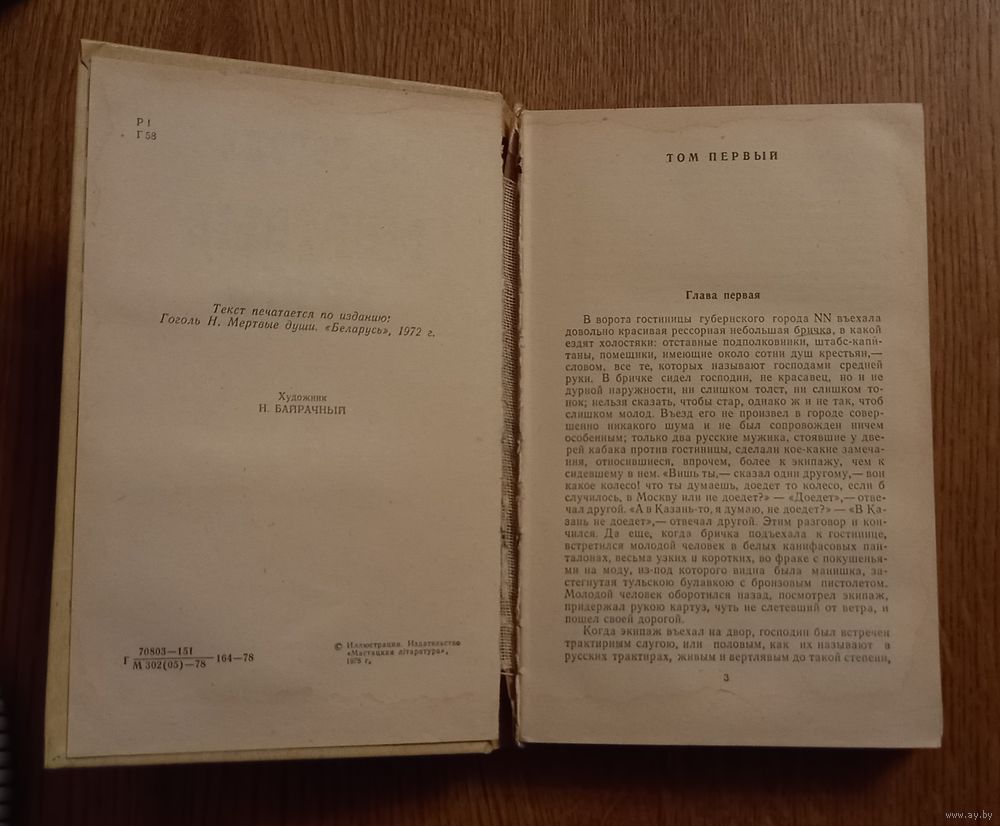 Р 1
Г 58
Текст печатается по изданию:
Гоголь Н. Мертвые души. «Беларусь», 1972 г.
Художник
Н. БАЙРАЧНЫЙ
Г 70803—151 164—78
М 302(05)—78
© Иллюстрации. Издательство
«Мастацкая літаратура»,
1978 г.
ТОМ ПЕРВЫЙ
Глава первая
В ворота гостиницы губернского города NN въехала
довольно красивая рессорная небольшая бричка, в какой
ездят холостяки: отставные подполковники, штабс-капи-
таны, помещики, имеющие около сотни душ крестьян,—
словом, все те, которых называют господами средней
руки. В бричке сидел господин, не красавец, но и не
дурной наружности, ни слишком толст, ни слишком то-
нок; нельзя сказать, чтобы стар, однако ж и не так, чтоб
слишком молод. Въезд его не произвел в городе совер-
шенно никакого шума и не был сопровожден ничем
особенным; только два русские мужика, стоявшие у две-
рей кабака против гостиницы, сделали кое-какие замеча-
ния, относившиеся, впрочем, более к экипажу, чем к
сидевшему в нем. «Вишь ты,— сказал один другому,— вон
какое колесо! что ты думаешь, доедет то колесо, если б
случилось, в Москву или не доедет?» — «Доедет»,— отве-
чал другой. «А в Казань-то, я думаю, не доедет?» — «В Ка-
зань не доедет»,— отвечал другой. Этим разговор и кон-
чился. Да еще, когда бричка подъехала к гостинице,
встретился молодой человек в белых канифасовых пан-
талонах, весьма узких и коротких, во фраке с покушенья-
ми на моду, из-под которого видна была манишка, за-
стегнутая тульскою булавкою с бронзовым пистолетом.
Молодой человек оборотился назад, посмотрел экипаж,
придержал рукою картуз, чуть не слетевший от ветра, и
пошел своей дорогой.
Когда экипаж въехал на двор, господин был встречен
трактирным слугою, или половым, как их называют в
русских трактирах, живым и вертлявым до такой степени,
3
www.ay.by